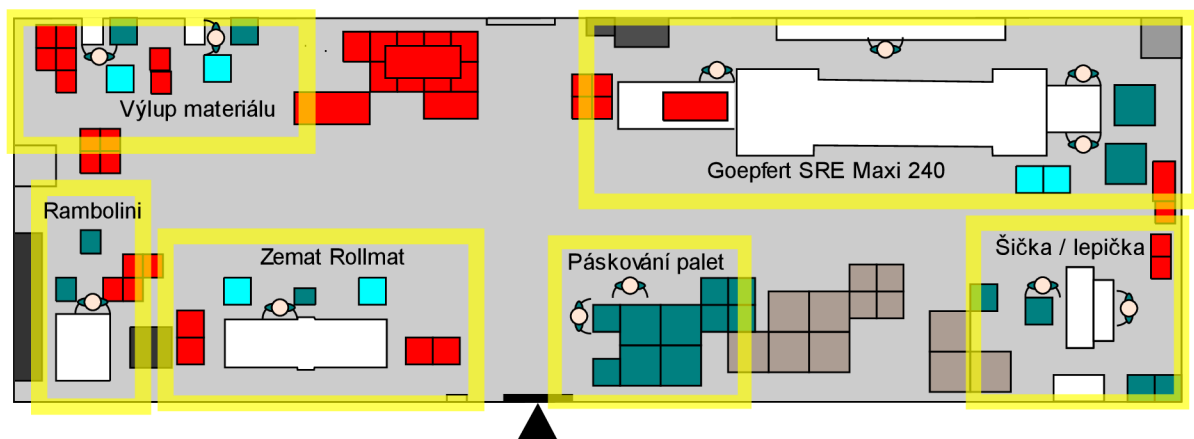 Výlup materiálu
Goepfert SRE Maxi 240
Rambolini
Zemat Rollmat
Páskování palet
Šička / lepička